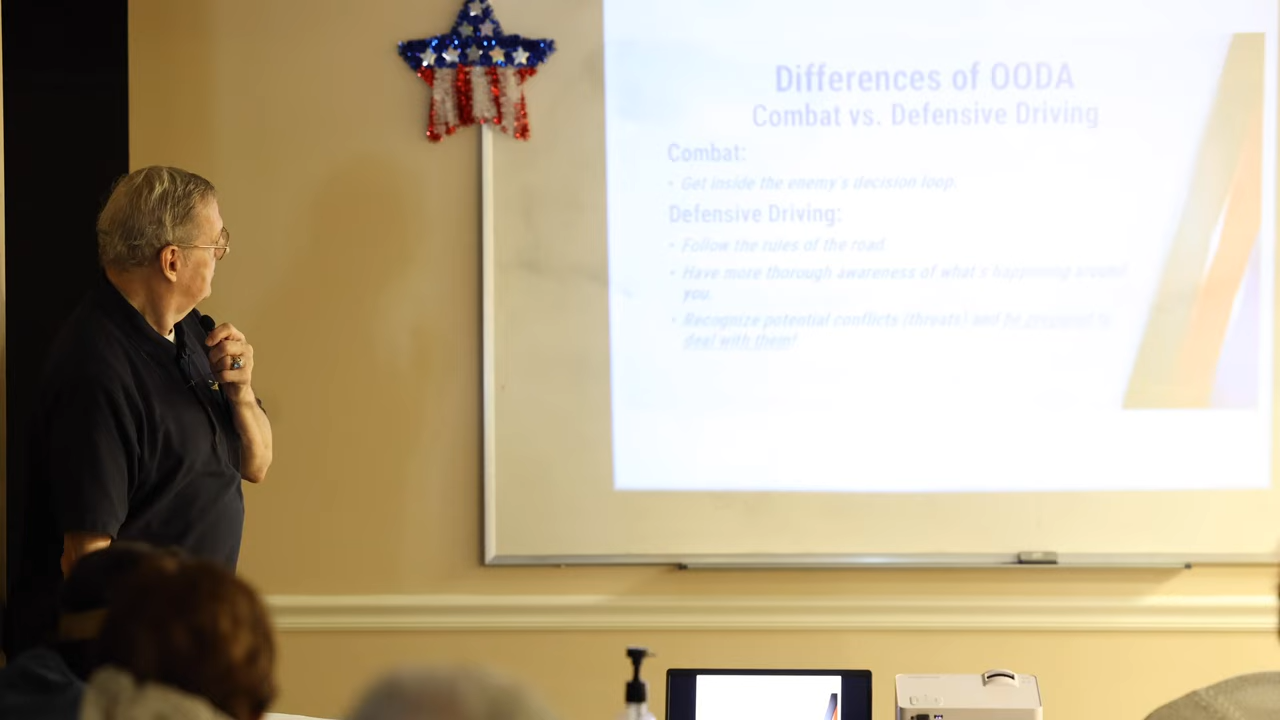 Differences of OODA
Combat vs. Defensive Driving
Combat:
• Get inside the enemy's decision loop.
Defensive Driving:
• Follow the rules of the road.
• Have more thorough awareness of what's happening around
you.
• Recognize potential conflicts (threats) and be prepared to
deal with them!